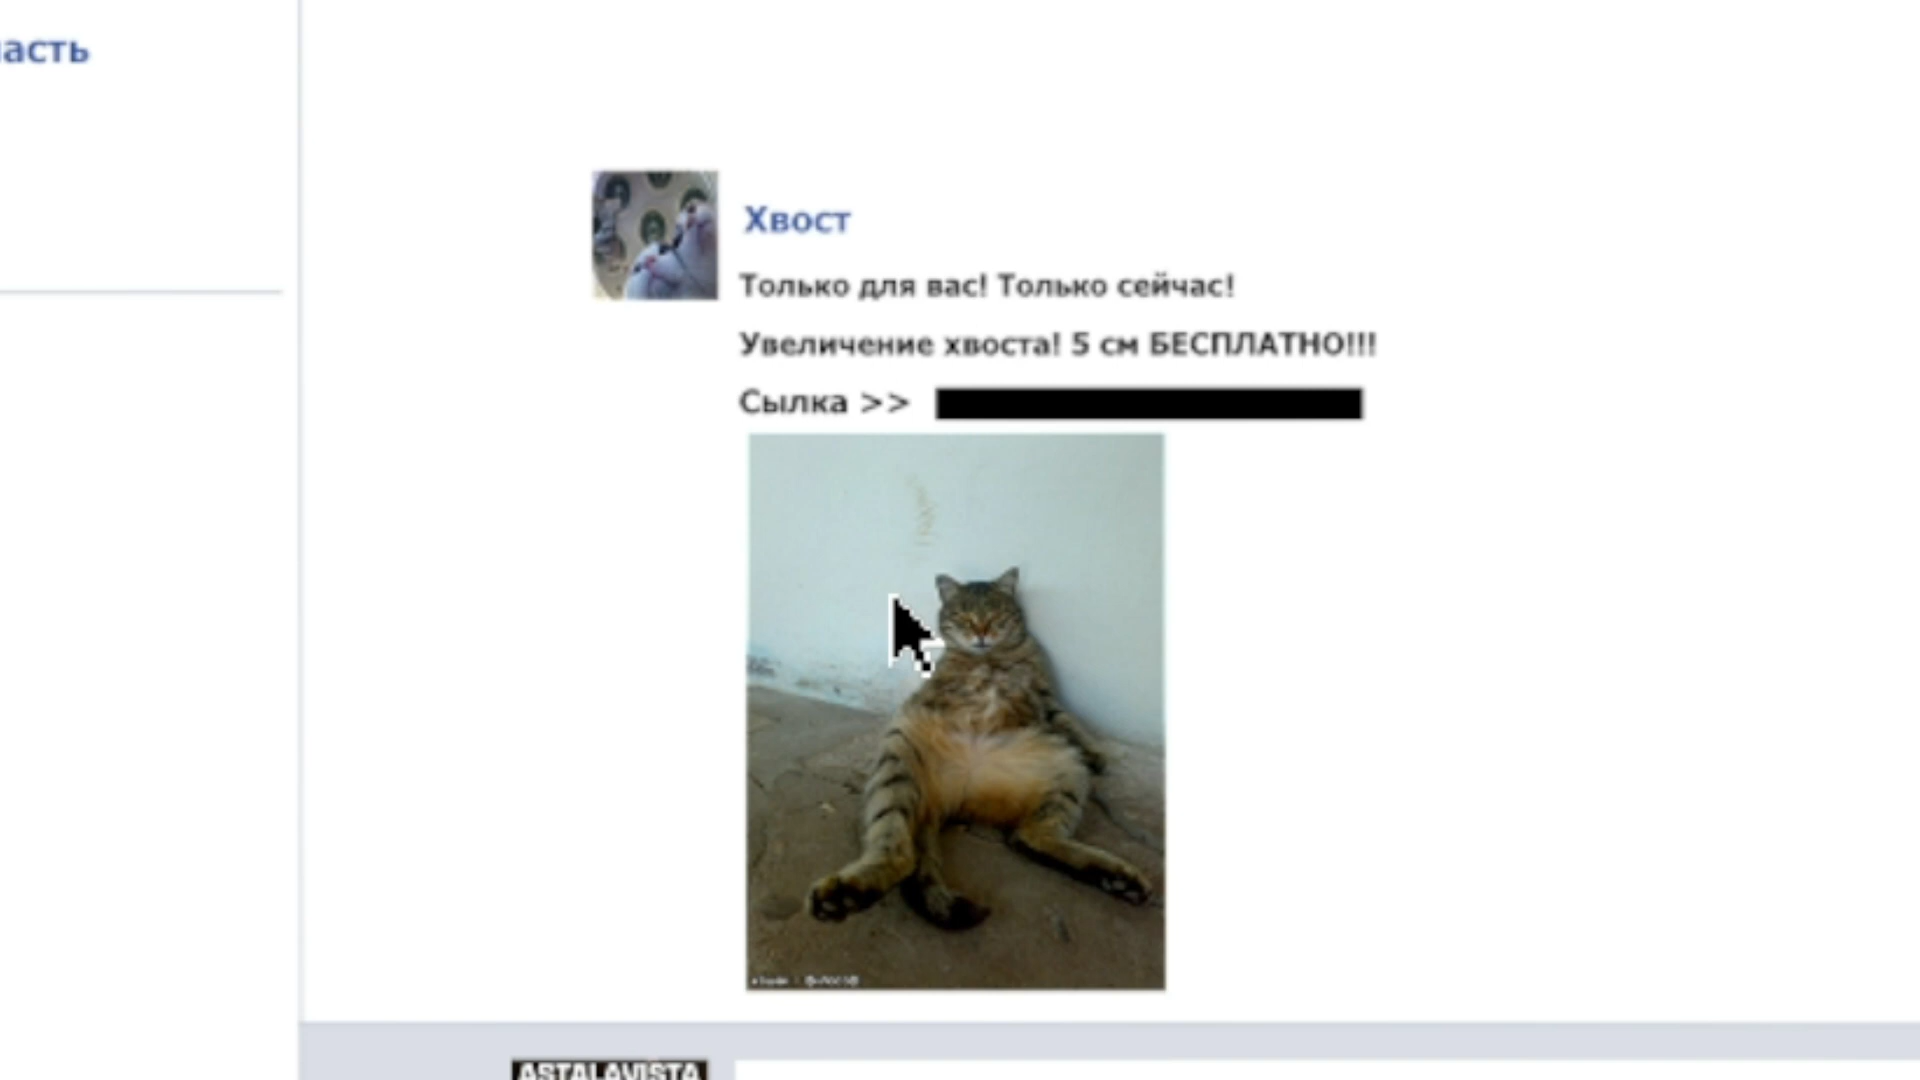 асть
Хвост
Только для вас! Только сейчас!
Увеличение хвоста! 5 см БЕСПЛАТНО!!!
Сылка >>
ASTALAVISTA